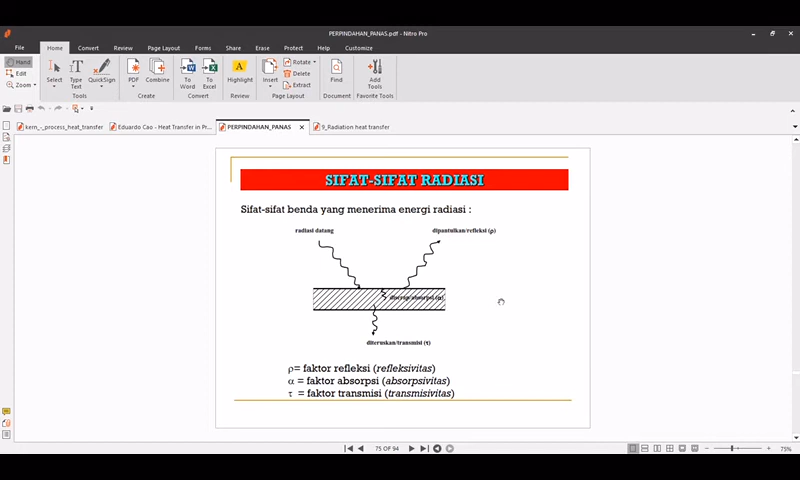 PERPINDAHAN_PANAS.pdf - Nitro Pro
File Home Convert Review Page Layout Forms Share Erase Protect Help Customize
Hand
Edit
Zoom
Select
Type Text
QuickSign
PDF
Combine
To Word
To Excel
Highlight
Insert
Rotate
Delete
Extract
Find
Add Tools
Tools Create Convert Review Page Layout Document Favorite Tools
kern_-_process_heat_transfer Eduardo Cao - Heat Transfer in Pr... PERPINDAHAN_PANAS 9_Radiation heat transfer
SIFAT-SIFAT RADIASI
Sifat-sifat benda yang menerima energi radiasi :
radiasi datang
dipantulkan/refleksi (ρ)
diserap/absorpsi (α)
diteruskan/transmisi (τ)
ρ= faktor refleksi (refleksivitas)
α = faktor absorpsi (absorpsivitas)
τ = faktor transmisi (transmisivitas)
75 OF 94
75%